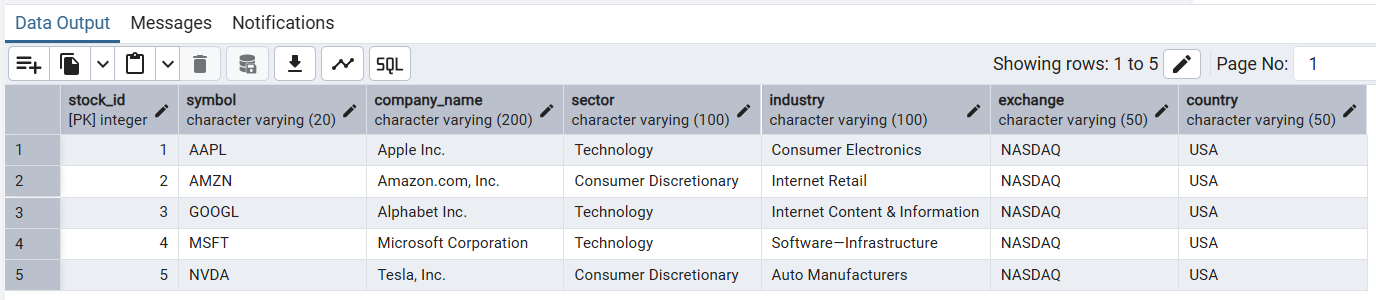 Data Output Messages Notifications
SQL Showing rows: 1 to 5 Page No: 1
stock_id symbol company_name sector industry exchange country
[PK] integer character varying (20) character varying (200) character varying (100) character varying (100) character varying (50) character varying (50)
1 1 AAPL Apple Inc. Technology Consumer Electronics NASDAQ USA
2 2 AMZN Amazon.com, Inc. Consumer Discretionary Internet Retail NASDAQ USA
3 3 GOOGL Alphabet Inc. Technology Internet Content & Information NASDAQ USA
4 4 MSFT Microsoft Corporation Technology Software—Infrastructure NASDAQ USA
5 5 NVDA Tesla, Inc. Consumer Discretionary Auto Manufacturers NASDAQ USA